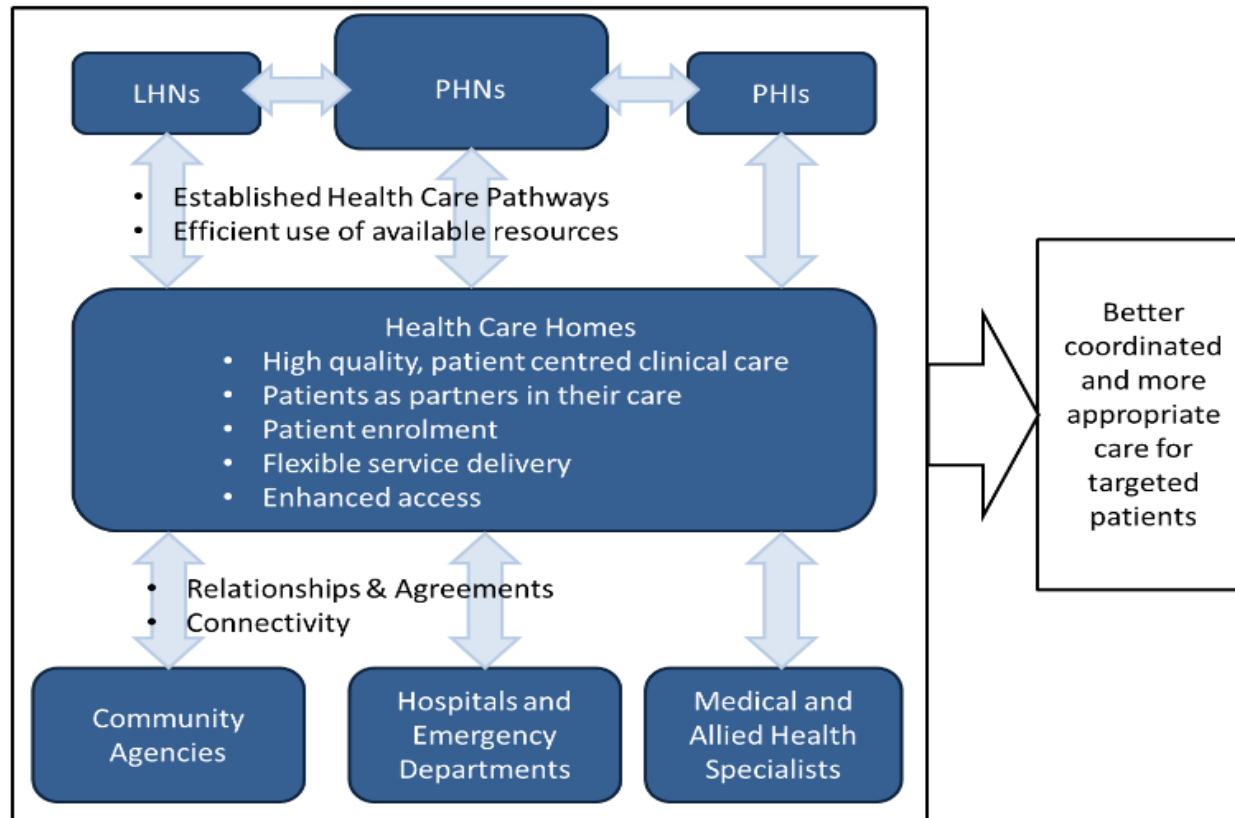 LHNs
PHNs
PHIs
• Established Health Care Pathways
• Efficient use of available resources
Health Care Homes
• High quality, patient centred clinical care
• Patients as partners in their care
• Patient enrolment
• Flexible service delivery
• Enhanced access
• Relationships & Agreements
• Connectivity
Community
Agencies
Hospitals and
Emergency
Departments
Medical and
Allied Health
Specialists
Better
coordinated
and more
appropriate
care for
targeted
patients